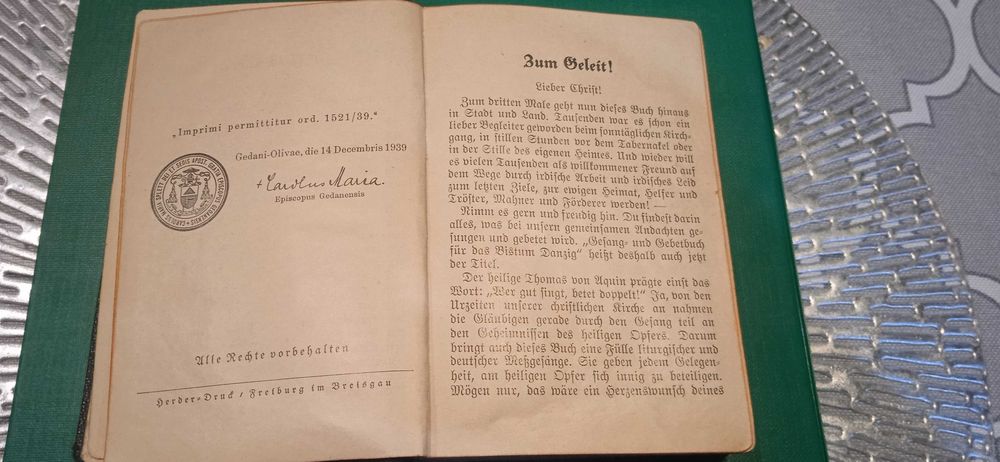 „Imprimi permittitur ord. 1521/39.“
Gedani-Olivae, die 14 Decembris 1939
+ Carolus Maria.
Episcopus Gedanensis
Alle Rechte vorbehalten
Herder-Druck / Freiburg im Breisgau
Zum Geleit!
Lieber Christ!
Zum dritten Male geht nun dieses Buch hinaus
in Stadt und Land. Tausenden war es schon ein
lieber Begleiter geworden beim sonntäglichen Kirch-
gang, in stillen Stunden vor dem Tabernakel oder
in der Stille des eigenen Heimes. Und wieder will
es vielen Tausenden als willkommener Freund auf
dem Wege durch irdische Arbeit und irdisches Leid
zum letzten Ziele, zur ewigen Heimat, Helfer und
Tröster, Mahner und Förderer werden! —
Nimm es gern und freudig hin. Du findest darin
alles, was bei unsern gemeinsamen Andachten ge-
sungen und gebetet wird. „Gesang- und Gebetbuch
für das Bistum Danzig“ heißt deshalb auch jetzt
der Titel.
Der heilige Thomas von Aquin prägte einst das
Wort: „Wer gut singt, betet doppelt!“ Ja, von den
Urzeiten unserer christlichen Kirche an nahmen
die Gläubigen gerade durch den Gesang teil an
den Geheimnissen des heiligen Opfers. Darum
bringt auch dieses Buch eine Fülle liturgischer und
deutscher Meßgesänge. Sie geben jedem Gelegen-
heit, am heiligen Opfer sich innig zu beteiligen.
Mögen nur, das wäre ein Herzenswunsch deines